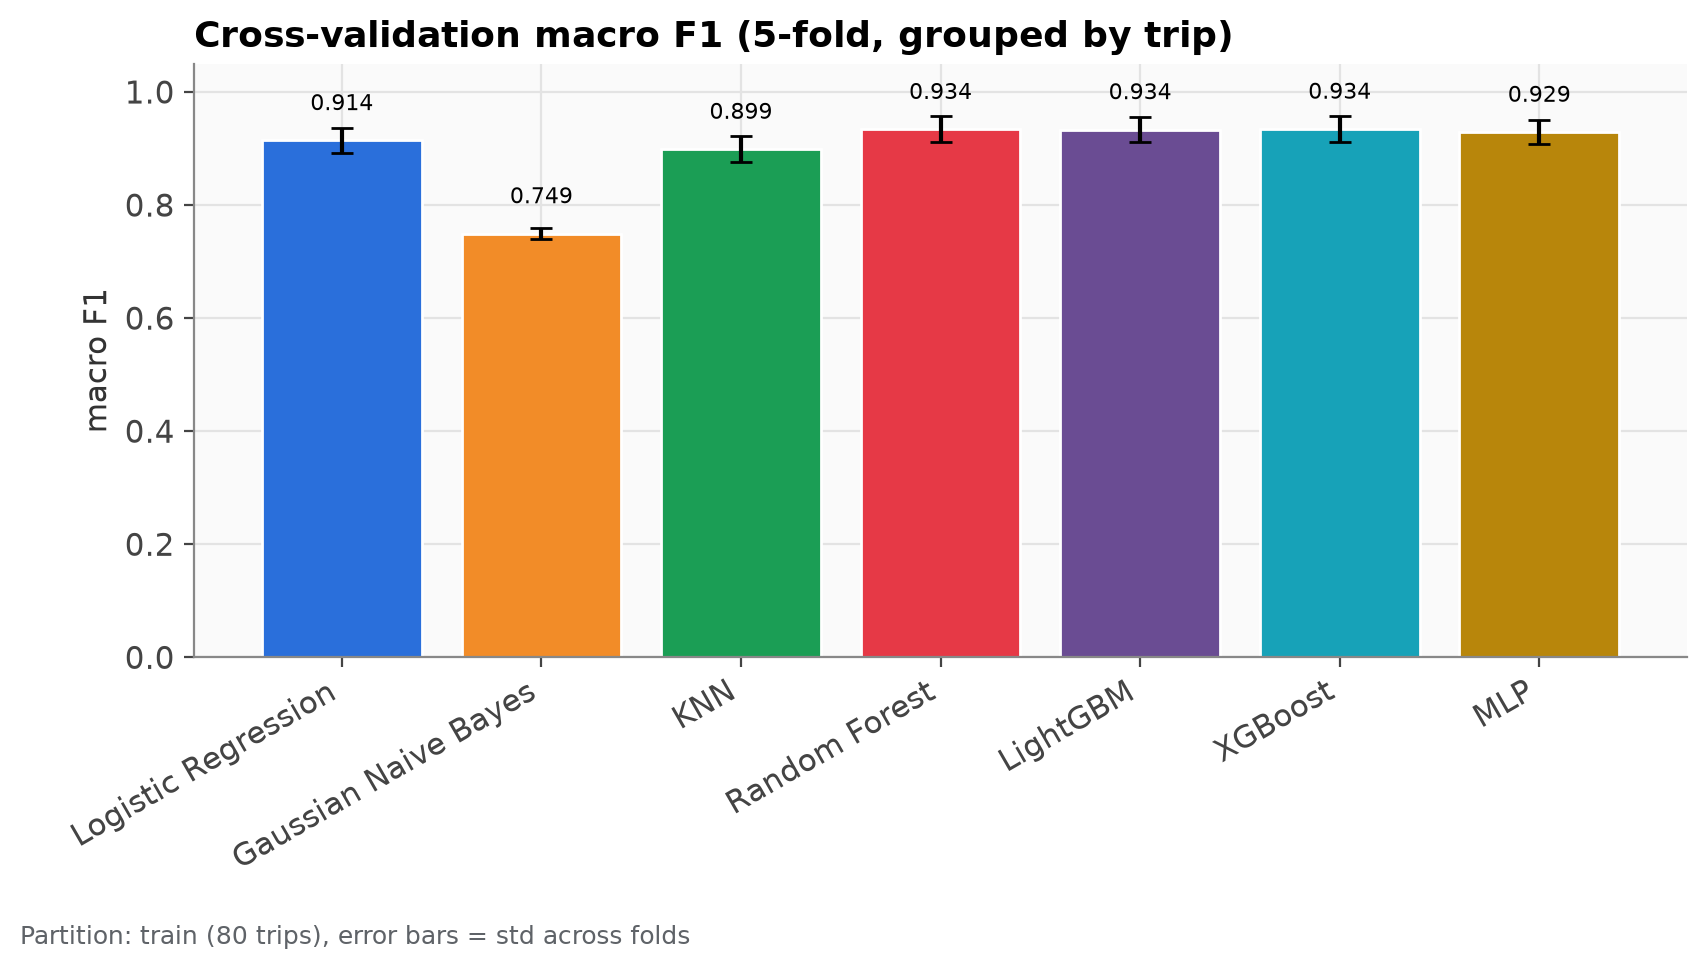 Cross-validation macro F1 (5-fold, grouped by trip)
macro F1
1.0
0.8
0.6
0.4
0.2
0.0
0.914
0.749
0.899
0.934
0.934
0.934
0.929
Logistic Regression
Gaussian Naive Bayes
KNN
Random Forest
LightGBM
XGBoost
MLP
Partition: train (80 trips), error bars = std across folds